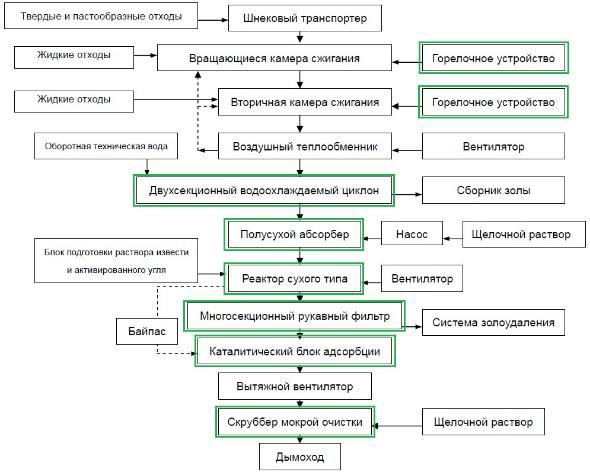 Твердые и пастообразные отходы
Шнековый транспортер
Жидкие отходы
Вращающиеся камера сжигания
Горелочное устройство
Жидкие отходы
Вторичная камера сжигания
Горелочное устройство
Оборотная техническая вода
Воздушный теплообменник
Вентилятор
Двухсекционный водоохлаждаемый циклон
Сборник золы
Полусухой абсорбер
Насос
Щелочной раствор
Блок подготовки раствора извести
и активированного угля
Реактор сухого типа
Вентилятор
Многосекционный рукавный фильтр
Система золоудаления
Байпас
Каталитический блок адсорбции
Вытяжной вентилятор
Скруббер мокрой очистки
Щелочной раствор
Дымоход